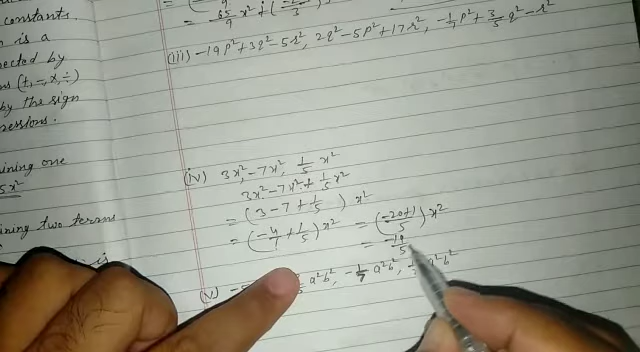 constants.
n is a
nected by
ns (+, −, ×, ÷)
by the sign
ressions.
ining one
5x²
ining two terms
(iii) −19p²+3q²−5r², 2q²−5p²+17r², −1/7 p²+3/5 q²−r²
(iv) 3x², −7x², 1/5 x²
3x²−7x²+1/5 x²
= (3−7+1/5) x²
= (−4/1+1/5)x² = (−20+1/5)x²
= −19/5
(v) a²b², −1/7 a²b², a²b²